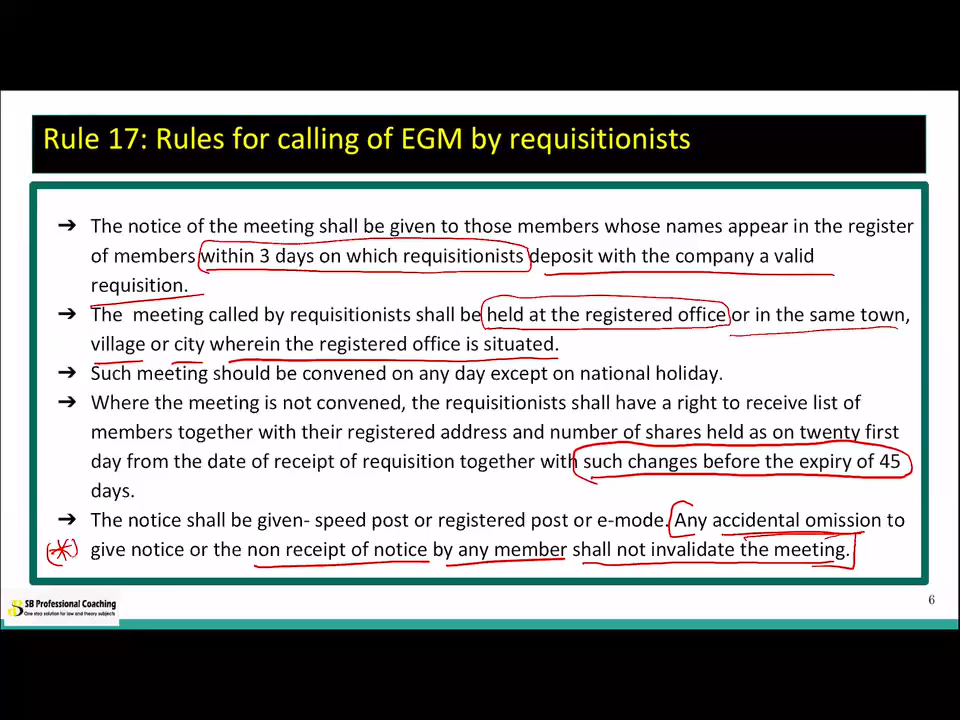 Rule 17: Rules for calling of EGM by requisitionists
➔ The notice of the meeting shall be given to those members whose names appear in the register
of members within 3 days on which requisitionists deposit with the company a valid
requisition.
➔ The meeting called by requisitionists shall be held at the registered office or in the same town,
village or city wherein the registered office is situated.
➔ Such meeting should be convened on any day except on national holiday.
➔ Where the meeting is not convened, the requisitionists shall have a right to receive list of
members together with their registered address and number of shares held as on twenty first
day from the date of receipt of requisition together with such changes before the expiry of 45
days.
➔ The notice shall be given- speed post or registered post or e-mode. Any accidental omission to
give notice or the non receipt of notice by any member shall not invalidate the meeting.
6
SB Professional Coaching
One stop solution for law and theory subjects